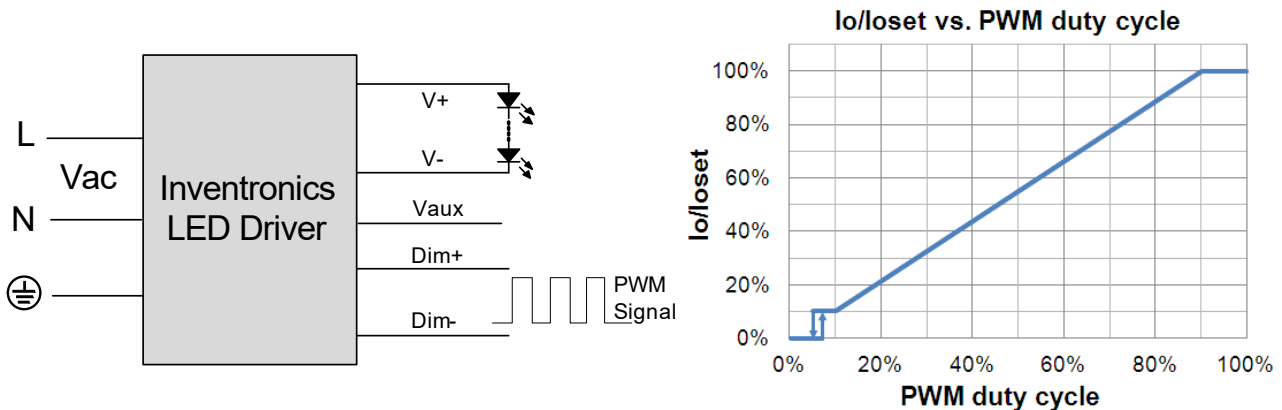 L
Vac
N
Inventronics
LED Driver
V+
V-
Vaux
Dim+
Dim-
PWM
Signal
Io/Ioset vs. PWM duty cycle
Io/Ioset
100%
80%
60%
40%
20%
0%
0%
20%
40%
60%
80%
100%
PWM duty cycle